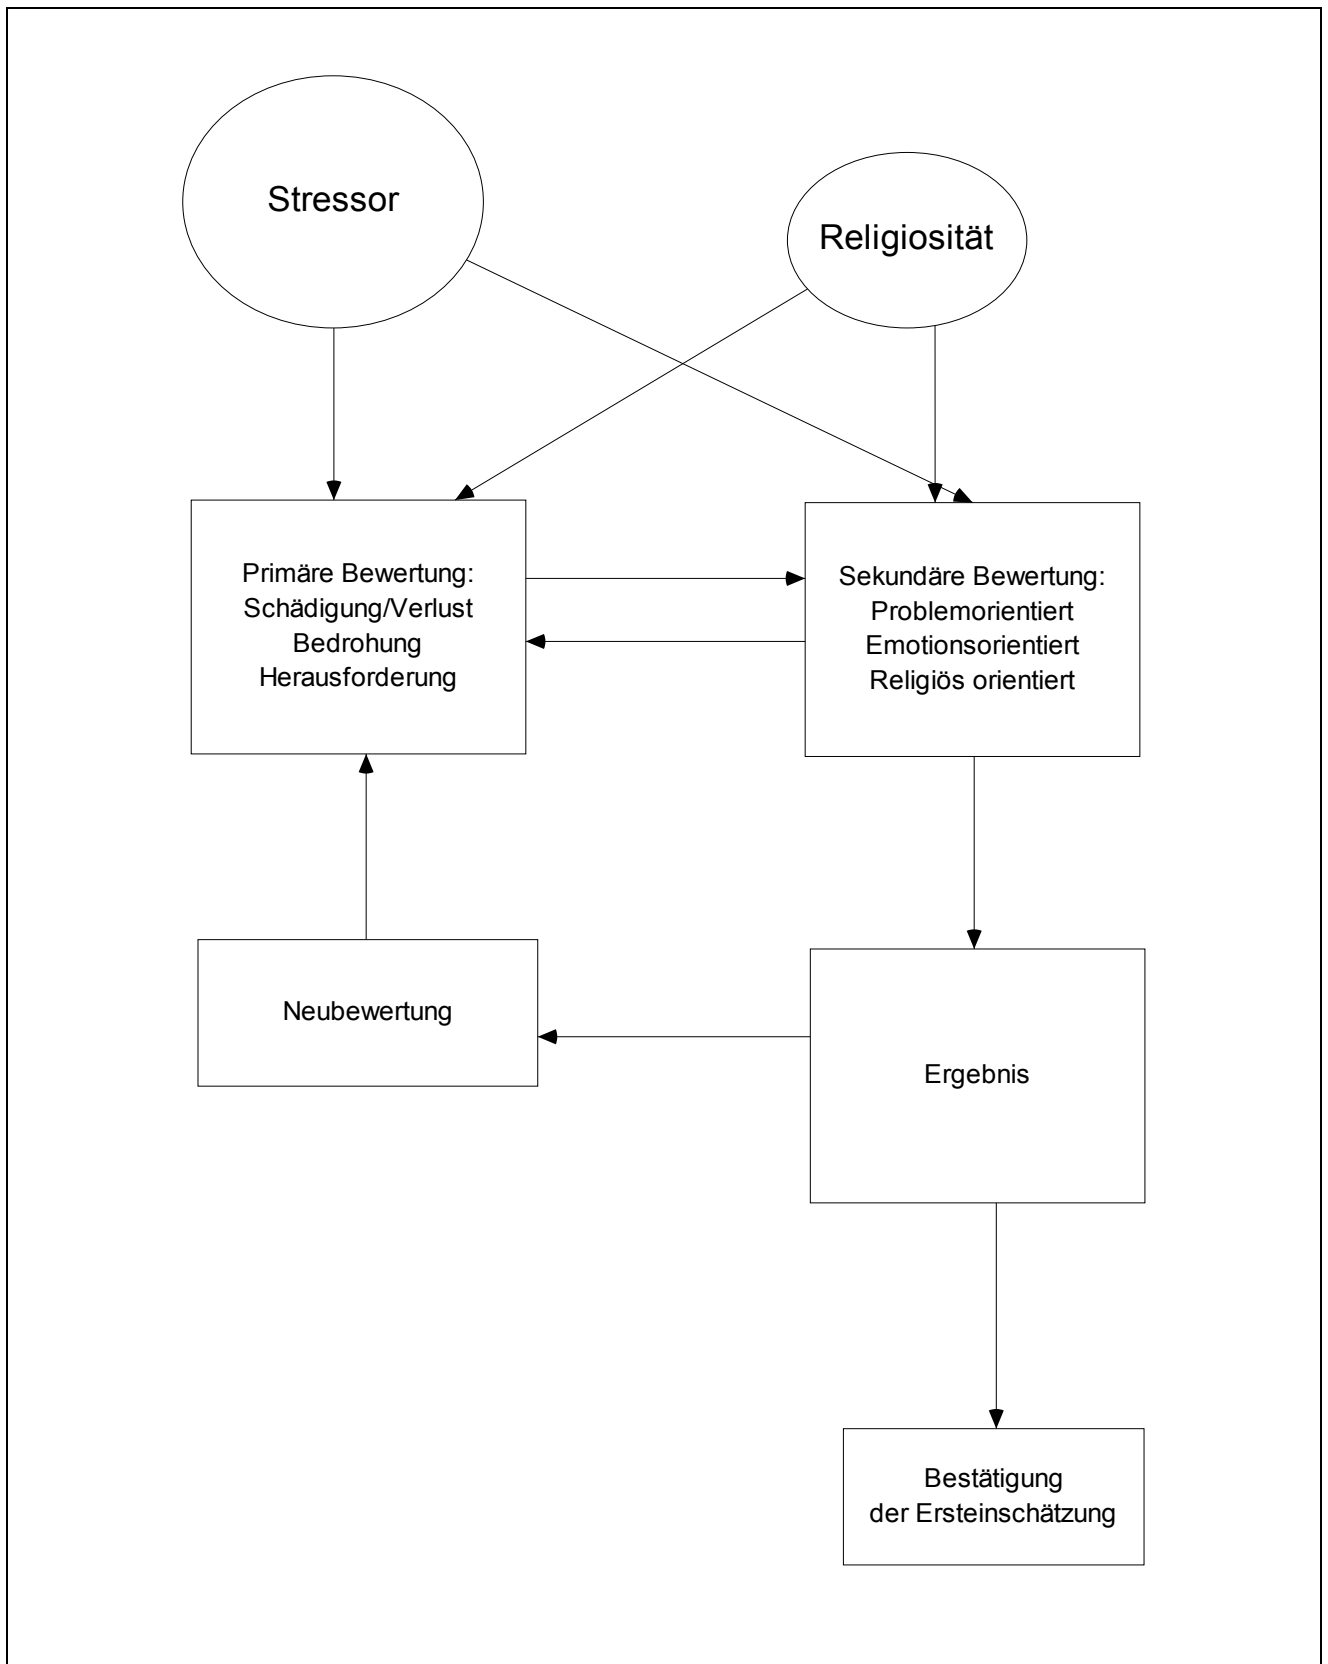 Stressor
Religiosität
Primäre Bewertung:
Schädigung/Verlust
Bedrohung
Herausforderung
Sekundäre Bewertung:
Problemorientiert
Emotionsorientiert
Religiös orientiert
Neubewertung
Ergebnis
Bestätigung
der Ersteinschätzung